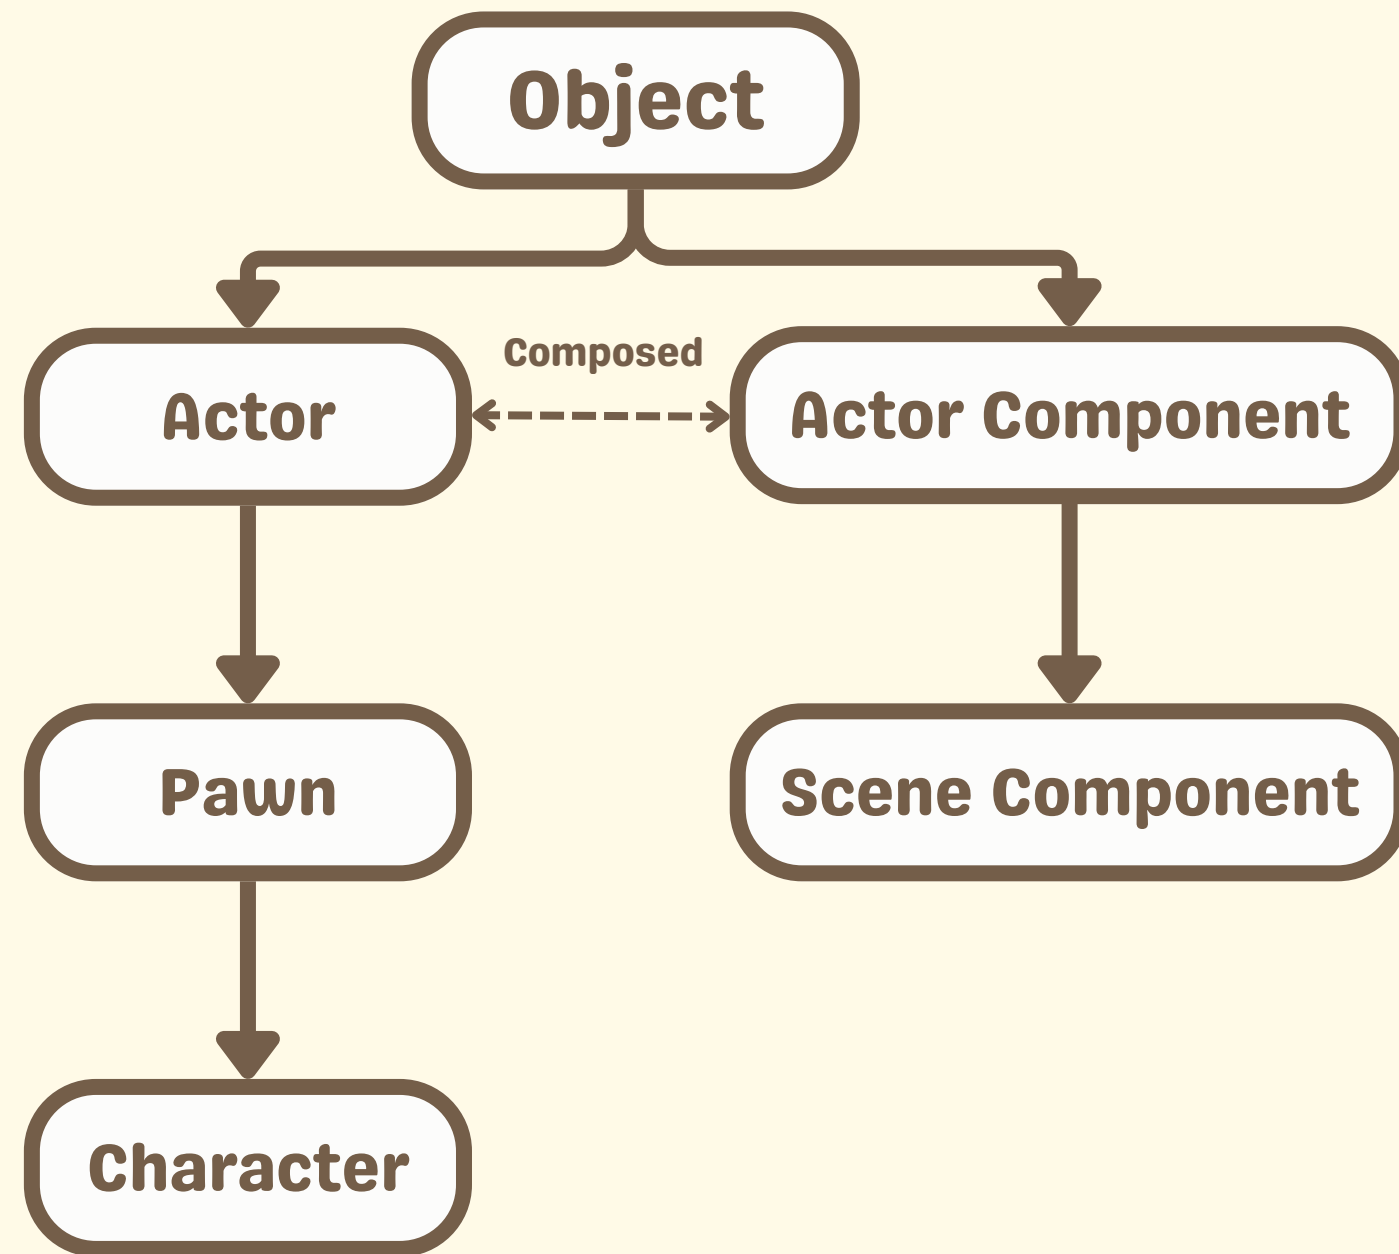 Object
Composed
Actor
Actor Component
Pawn
Scene Component
Character